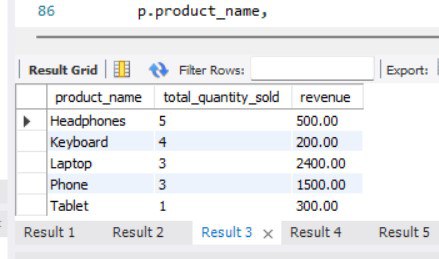 86 p.product_name,
Result Grid Filter Rows: Export:
product_name total_quantity_sold revenue
Headphones 5 500.00
Keyboard 4 200.00
Laptop 3 2400.00
Phone 3 1500.00
Tablet 1 300.00
Result 1 Result 2 Result 3 × Result 4 Result 5